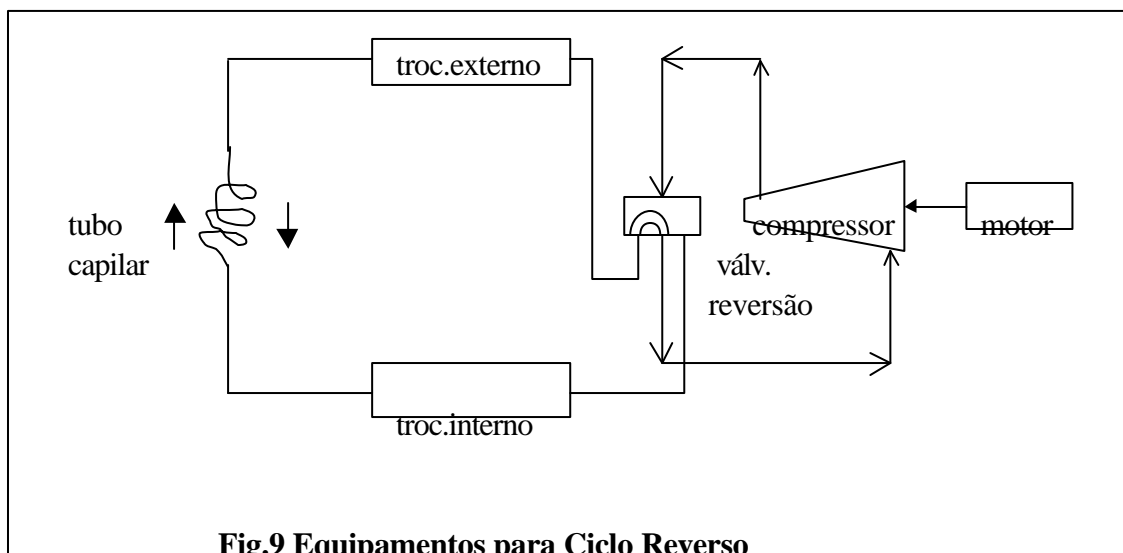 troc.externo
tubo
capilar
compressor
motor
válv.
reversão
troc.interno
Fig.9 Equipamentos para Ciclo Reverso